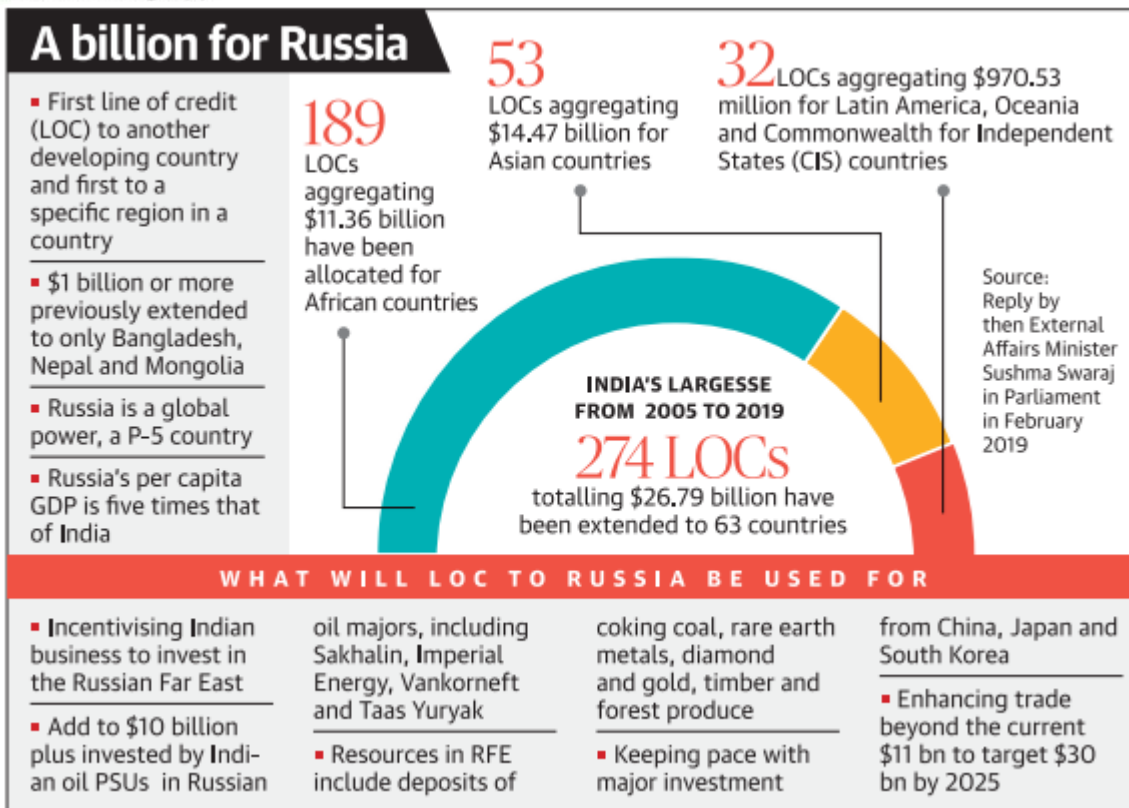 A billion for Russia
▪ First line of credit
(LOC) to another
developing country
and first to a
specific region in a
country
▪ $1 billion or more
previously extended
to only Bangladesh,
Nepal and Mongolia
▪ Russia is a global
power, a P-5 country
▪ Russia's per capita
GDP is five times that
of India
189
LOCs
aggregating
$11.36 billion
have been
allocated for
African countries
53
LOCs aggregating
$14.47 billion for
Asian countries
32 LOCs aggregating $970.53
million for Latin America, Oceania
and Commonwealth for Independent
States (CIS) countries
INDIA'S LARGESSE
FROM 2005 TO 2019
274 LOCs
totalling $26.79 billion have
been extended to 63 countries
Source:
Reply by
then External
Affairs Minister
Sushma Swaraj
in Parliament
in February
2019
WHAT WILL LOC TO RUSSIA BE USED FOR
▪ Incentivising Indian
business to invest in
the Russian Far East
▪ Add to $10 billion
plus invested by Indi-
an oil PSUs in Russian
oil majors, including
Sakhalin, Imperial
Energy, Vankorneft
and Taas Yuryak
▪ Resources in RFE
include deposits of
coking coal, rare earth
metals, diamond
and gold, timber and
forest produce
▪ Keeping pace with
major investment
from China, Japan and
South Korea
▪ Enhancing trade
beyond the current
$11 bn to target $30
bn by 2025